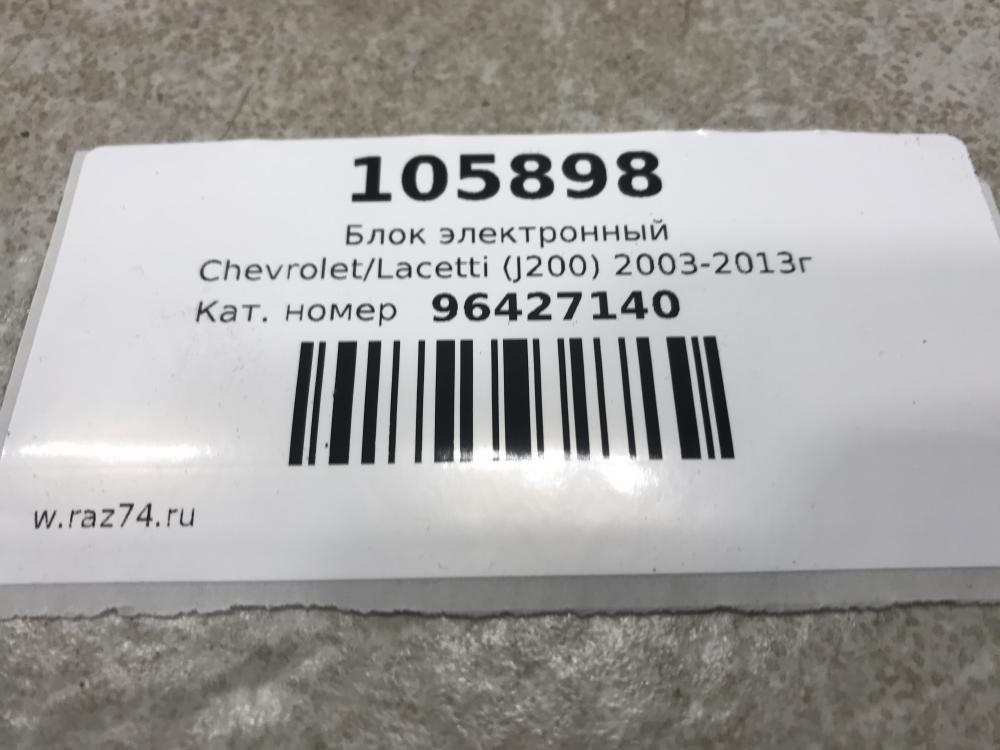 105898
Блок электронный
Chevrolet/Lacetti (J200) 2003-2013г
Кат. номер 96427140
w.raz74.ru